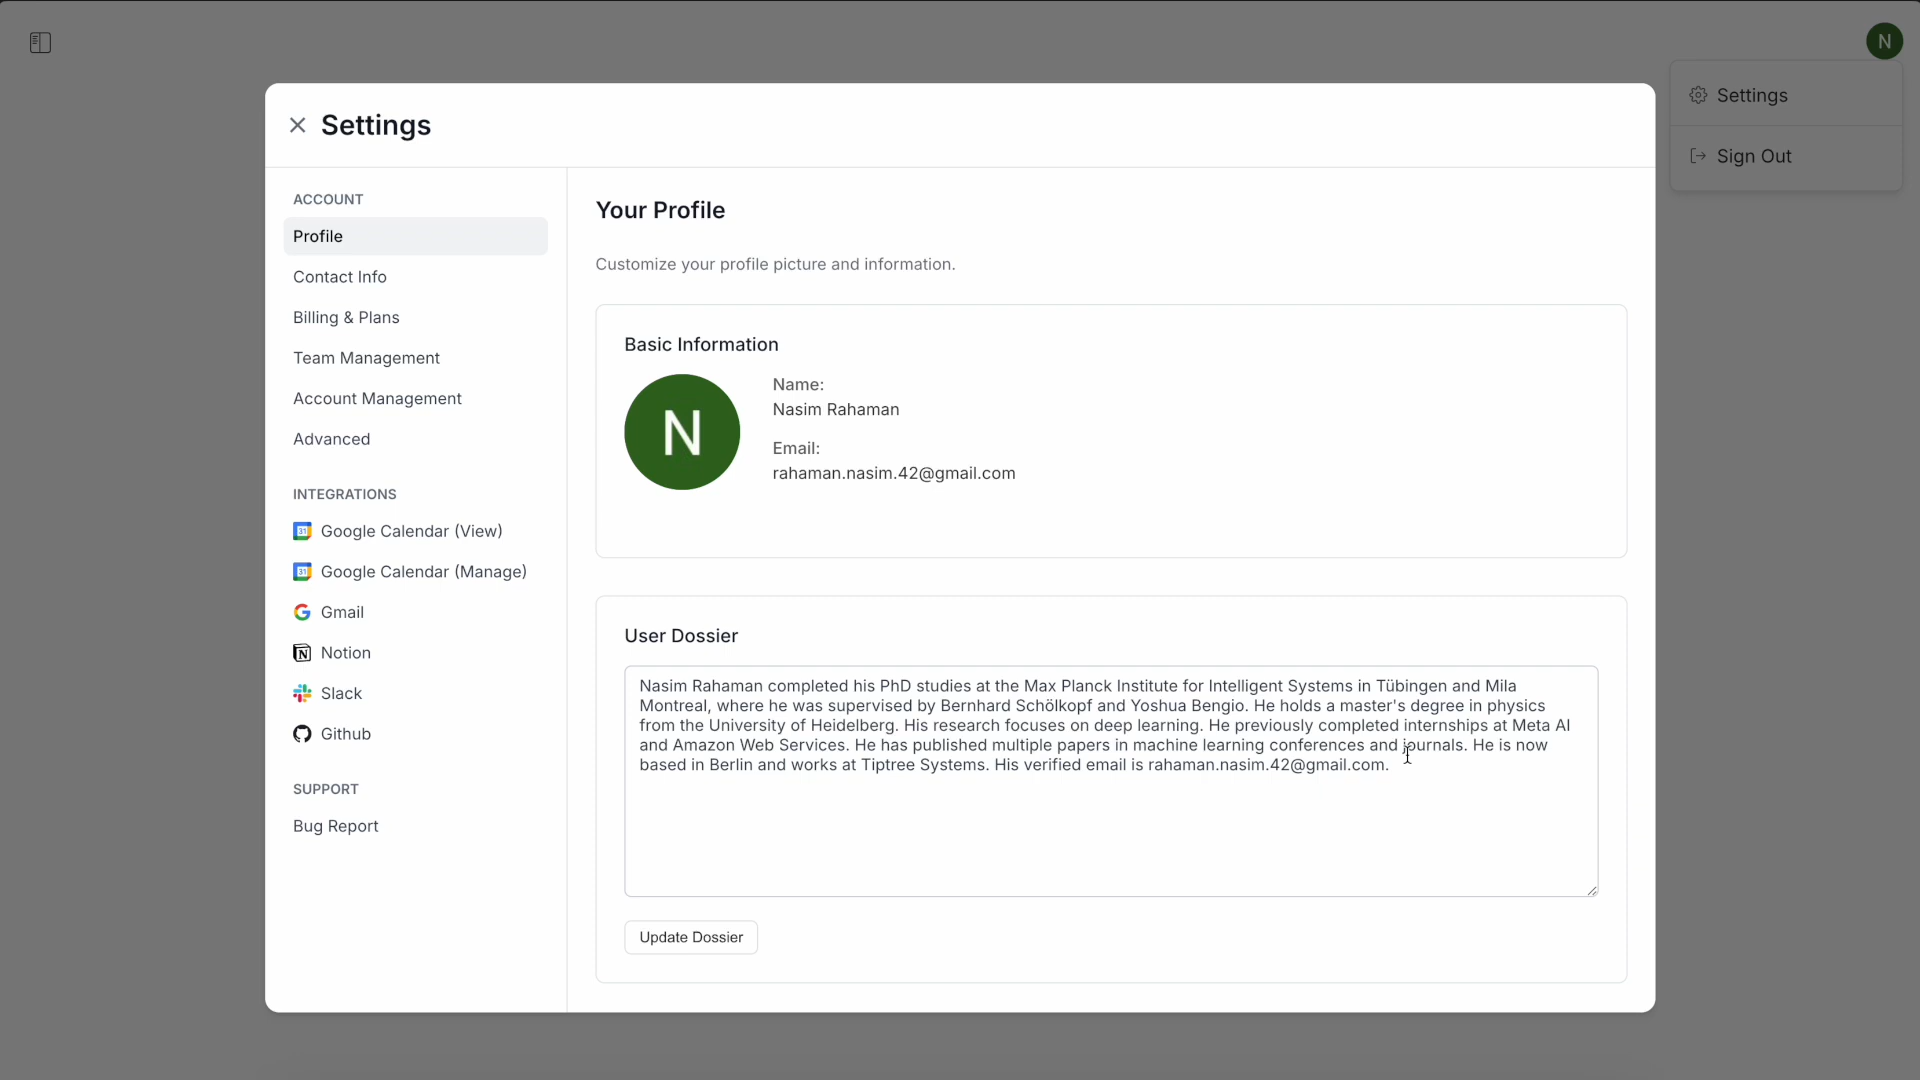 N
Settings
Sign Out
Settings
ACCOUNT
Profile
Contact Info
Billing & Plans
Team Management
Account Management
Advanced
INTEGRATIONS
31 Google Calendar (View)
31 Google Calendar (Manage)
G Gmail
N Notion
Slack
Github
SUPPORT
Bug Report
Your Profile
Customize your profile picture and information.
Basic Information
N
Name:
Nasim Rahaman
Email:
rahaman.nasim.42@gmail.com
User Dossier
Nasim Rahaman completed his PhD studies at the Max Planck Institute for Intelligent Systems in Tübingen and Mila
Montreal, where he was supervised by Bernhard Schölkopf and Yoshua Bengio. He holds a master's degree in physics
from the University of Heidelberg. His research focuses on deep learning. He previously completed internships at Meta AI
and Amazon Web Services. He has published multiple papers in machine learning conferences and journals. He is now
based in Berlin and works at Tiptree Systems. His verified email is rahaman.nasim.42@gmail.com.
Update Dossier